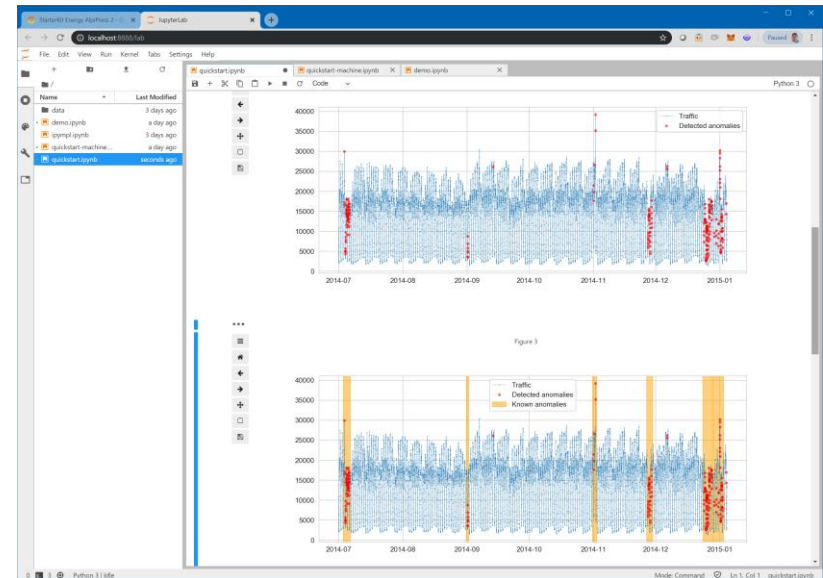 StarterKit Energy AlpiPoint 2 -
JupyterLab
localhost:8888/lab
Paused
File Edit View Run Kernel Tabs Settings Help
quickstart.ipynb
quickstart-machine.ipynb
demo.ipynb
/
Code
Python 3
Name
Last Modified
data
3 days ago
demo.ipynb
a day ago
ipympl.ipynb
3 days ago
quickstart-machine....
a day ago
quickstart.ipynb
seconds ago
40000
35000
30000
25000
20000
15000
10000
5000
0
Traffic
Detected anomalies
2014-07 2014-08 2014-09 2014-10 2014-11 2014-12 2015-01
Figure 3
40000
35000
30000
25000
20000
15000
10000
5000
0
Traffic
Detected anomalies
Known anomalies
2014-07 2014-08 2014-09 2014-10 2014-11 2014-12 2015-01
Python 3 | Idle
Mode: Command
Ln 1, Col 1
quickstart.ipynb